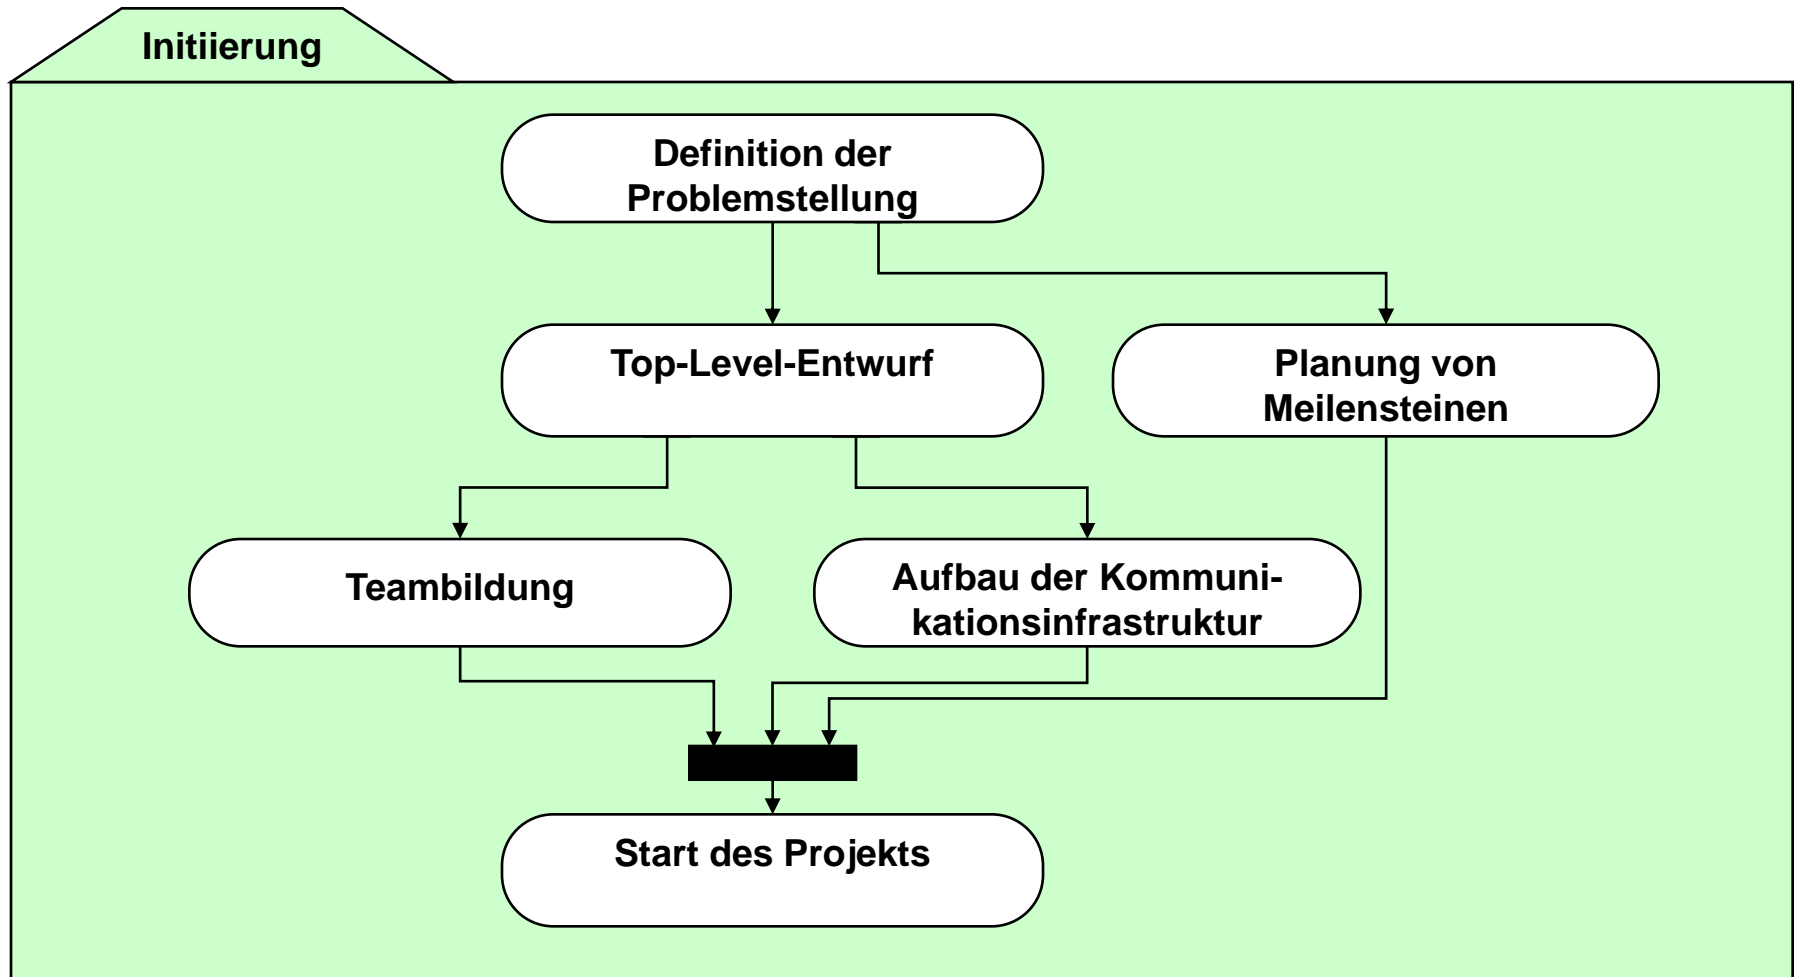 Initiierung
Definition der
Problemstellung
Top-Level-Entwurf
Planung von
Meilensteinen
Teambildung
Aufbau der Kommuni-
kationsinfrastruktur
Start des Projekts